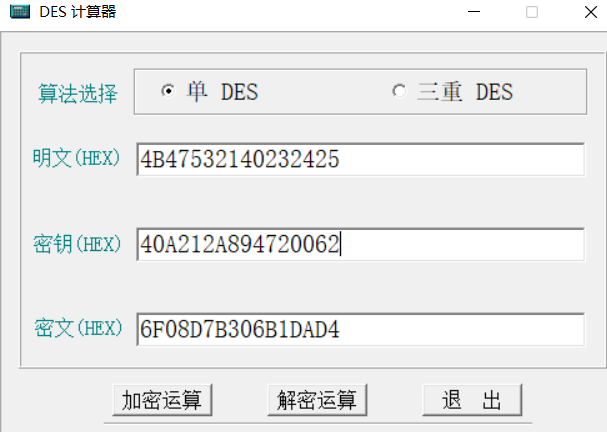 DES 计算器
算法选择 单 DES 三重 DES
明文(HEX) 4B47532140232425
密钥(HEX) 40A212A894720062
密文(HEX) 6F08D7B306B1DAD4
加密运算 解密运算 退 出